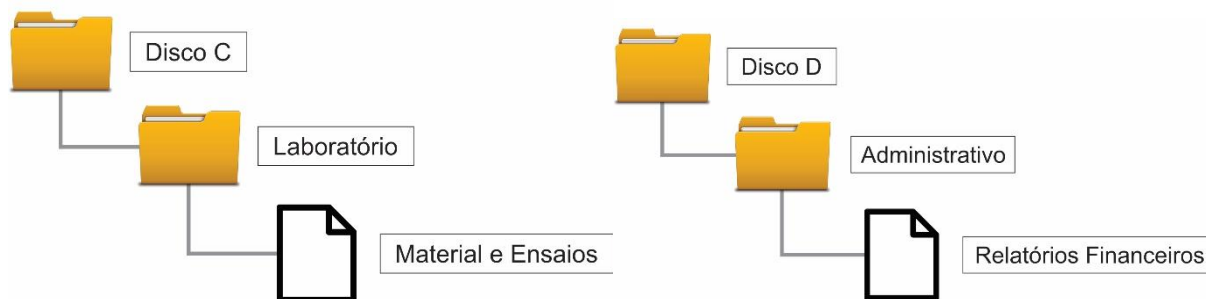 Disco C
Laboratório
Material e Ensaios
Disco D
Administrativo
Relatórios Financeiros